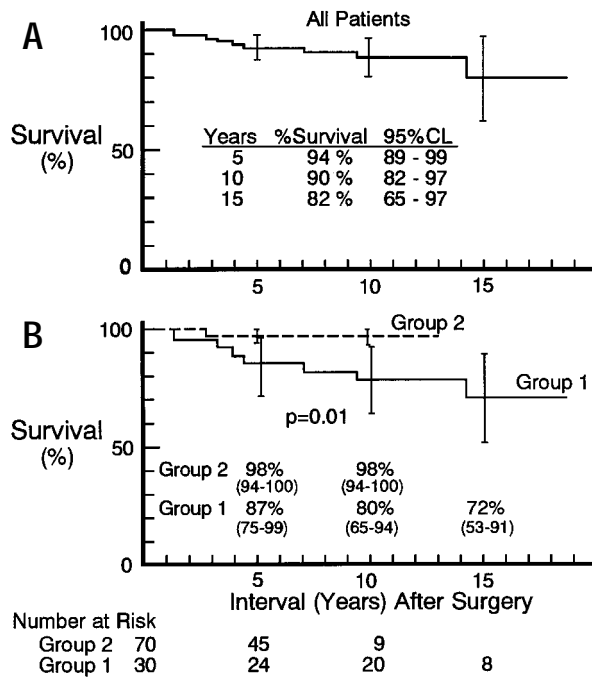 A
All Patients
100
Survival
(%)
50
0
Years %Survival 95%CL
5 94 % 89 - 99
10 90 % 82 - 97
15 82 % 65 - 97
5 10 15
B
100
Group 2
Group 1
p=0.01
Survival
(%)
50
Group 2 98% 98%
(94-100) (94-100)
Group 1 87% 80% 72%
(75-99) (65-94) (53-91)
0
5 10 15
Interval (Years) After Surgery
Number at Risk
Group 2 70 45 9
Group 1 30 24 20 8